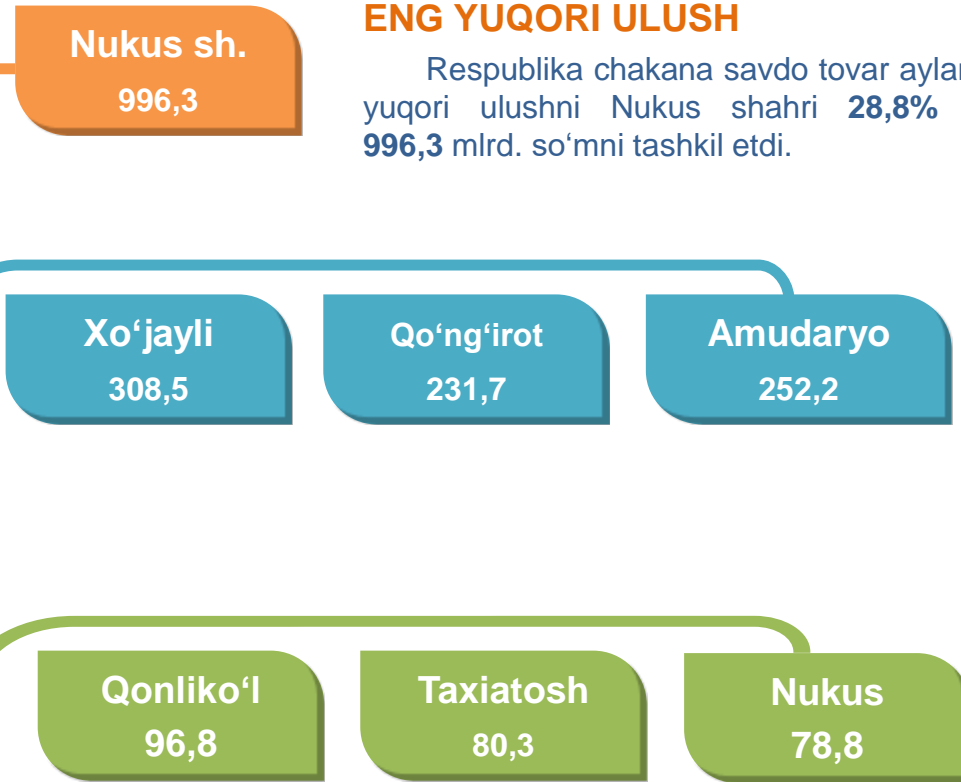 Nukus sh.
996,3
ENG YUQORI ULUSH
Respublika chakana savdo tovar
yuqori ulushni Nukus shahri 28,8%
996,3 mlrd. so‘mni tashkil etdi.
Xo‘jayli
308,5
Qo‘ng‘irot
231,7
Amudaryo
252,2
Qonliko‘l
96,8
Taxiatosh
80,3
Nukus
78,8